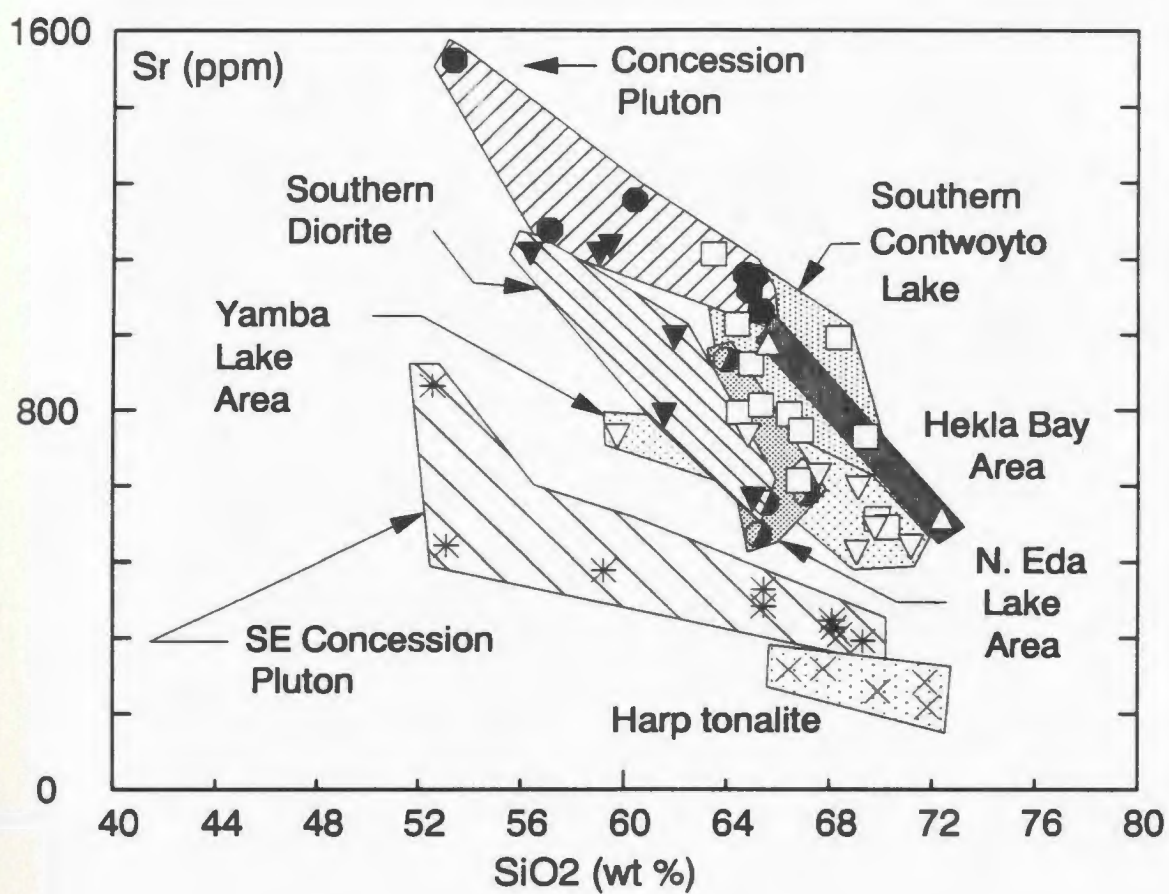 1600
Sr (ppm)
Concession
Pluton
Southern
Diorite
Southern
Contwoyto
Lake
Yamba
Lake
Area
800
Hekla Bay
Area
N. Eda
Lake
Area
SE Concession
Pluton
Harp tonalite
0
40 44 48 52 56 60 64 68 72 76 80
SiO2 (wt %)